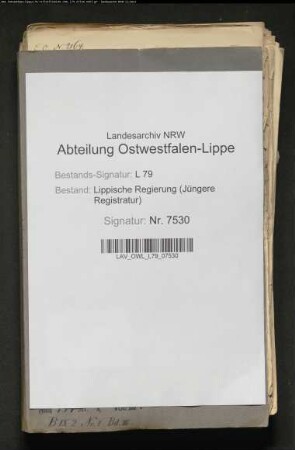 Landesarchiv NRW
Abteilung Ostwestfalen-Lippe
Bestands-Signatur: L 79
Bestand: Lippische Regierung (Jüngere
Registratur)
Signatur: Nr. 7530
LAV_OWL_L79_07530